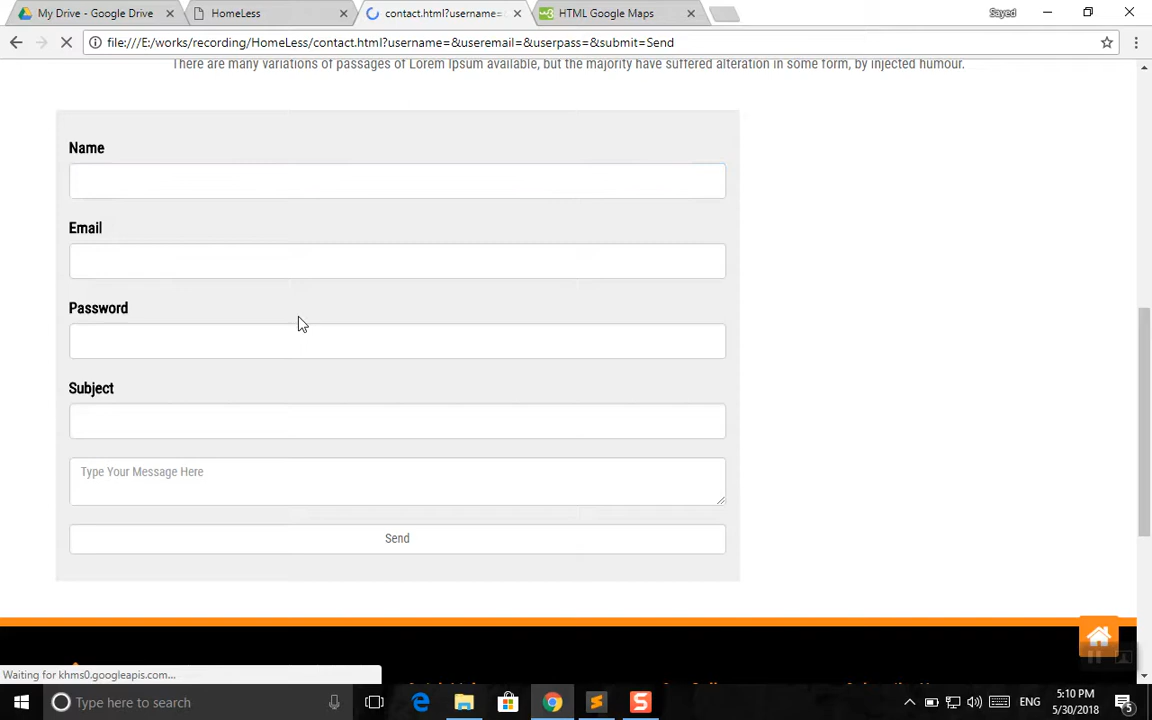 My Drive - Google Drive
HomeLess
contact.html?username=
HTML Google Maps
Sayed
file:///E:/works/recording/HomeLess/contact.html?username=&useremail=&userpass=&submit=Send
There are many variations of passages of Lorem Ipsum available, but the majority have suffered alteration in some form, by injected humour.
Name
Email
Password
Subject
Type Your Message Here
Send
Waiting for khms0.googleapis.com...
Type here to search
ENG
5:10 PM
5/30/2018
5